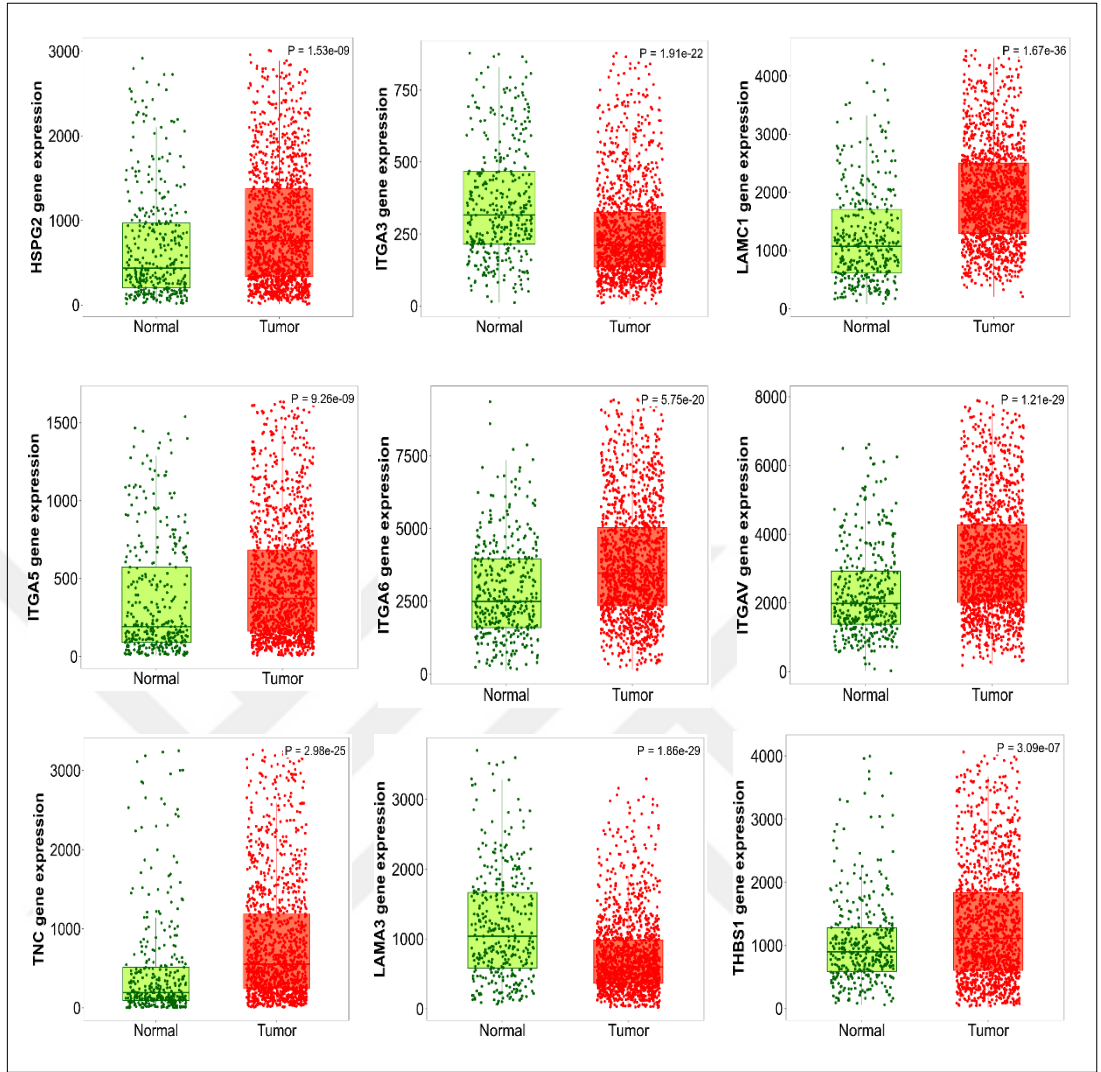 HSPG2 gene expression
3000
2000
1000
0
P = 1.53e-09
Normal Tumor
ITGA3 gene expression
750
500
250
0
P = 1.91e-22
Normal Tumor
LAMC1 gene expression
4000
3000
2000
1000
0
P = 1.67e-36
Normal Tumor
ITGA5 gene expression
1500
1000
500
0
P = 9.26e-09
Normal Tumor
ITGA6 gene expression
7500
5000
2500
0
P = 5.75e-20
Normal Tumor
ITGAV gene expression
8000
6000
4000
2000
0
P = 1.21e-29
Normal Tumor
TNC gene expression
3000
2000
1000
0
P = 2.98e-25
Normal Tumor
LAMA3 gene expression
3000
2000
1000
0
P = 1.86e-29
Normal Tumor
THBS1 gene expression
4000
3000
2000
1000
0
P = 3.09e-07
Normal Tumor